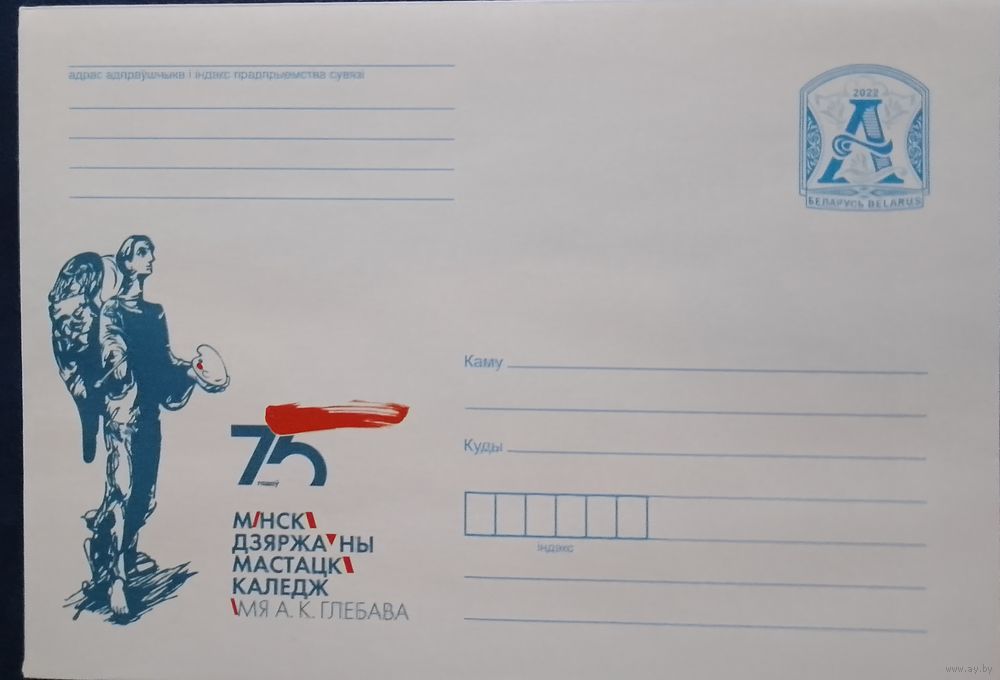 адрас адпраўшчыка і індэкс прадпрыемства сувязі
2022
А
БЕЛАРУСЬ BELARUS
Каму
75
гадоў
Куды
МІНСКІ
ДЗЯРЖАЎНЫ
МАСТАЦКІ
КАЛЕДЖ
ІМЯ А. К. ГЛЕБАВА
індэкс
www.ay.by